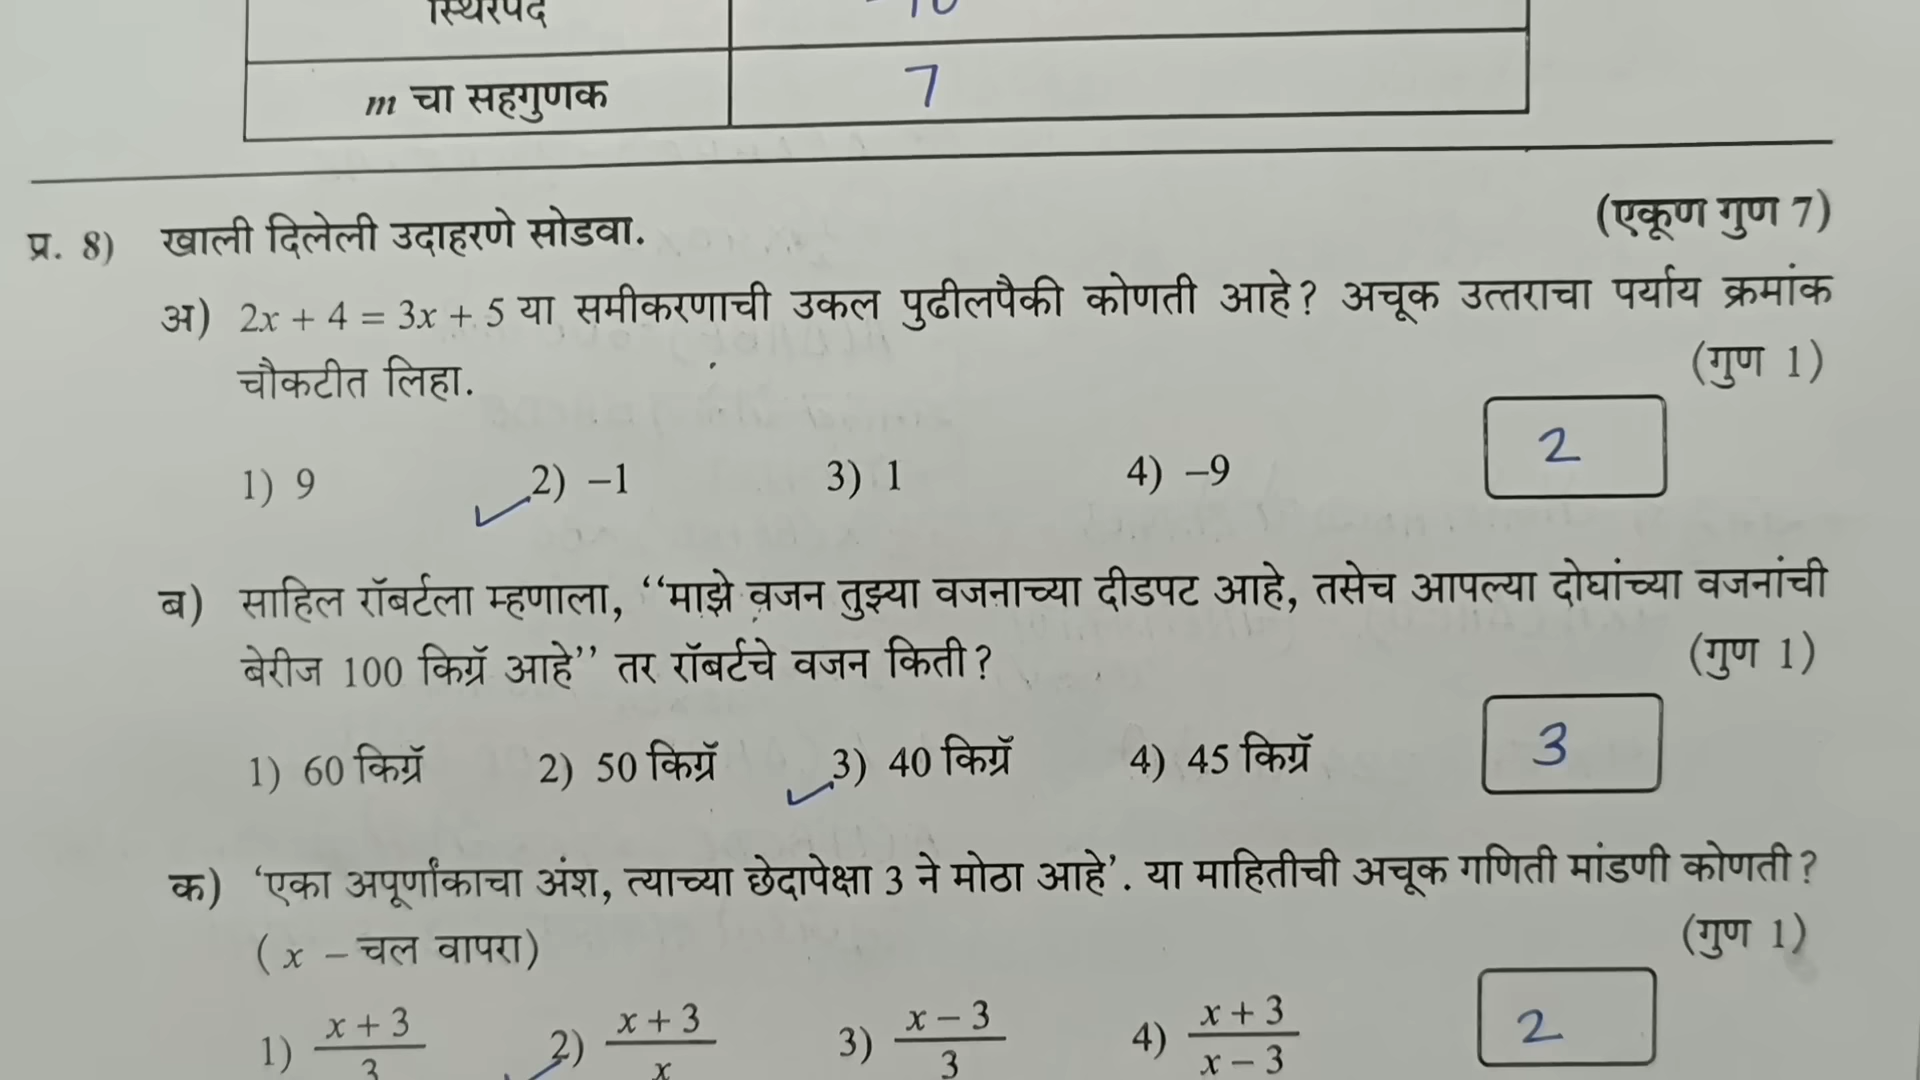 स्थिरपद -10
m चा सहगुणक 7
प्र. 8) खाली दिलेली उदाहरणे सोडवा. (एकूण गुण 7)
अ) 2x + 4 = 3x + 5 या समीकरणाची उकल पुढीलपैकी कोणती आहे? अचूक उत्तराचा पर्याय क्रमांक
चौकटीत लिहा. (गुण 1)
1) 9 2) –1 3) 1 4) –9 2
ब) साहिल रॉबर्टला म्हणाला, ‘‘माझे वजन तुझ्या वजनाच्या दीडपट आहे, तसेच आपल्या दोघांच्या वजनांची
बेरीज 100 किग्रॅ आहे’’ तर रॉबर्टचे वजन किती? (गुण 1)
1) 60 किग्रॅ 2) 50 किग्रॅ 3) 40 किग्रॅ 4) 45 किग्रॅ 3
क) ‘एका अपूर्णांकाचा अंश, त्याच्या छेदापेक्षा 3 ने मोठा आहे’. या माहितीची अचूक गणिती मांडणी कोणती?
( x – चल वापरा) (गुण 1)
1) x + 3 / 3 2) x + 3 / x 3) x – 3 / 3 4) x + 3 / x – 3 2